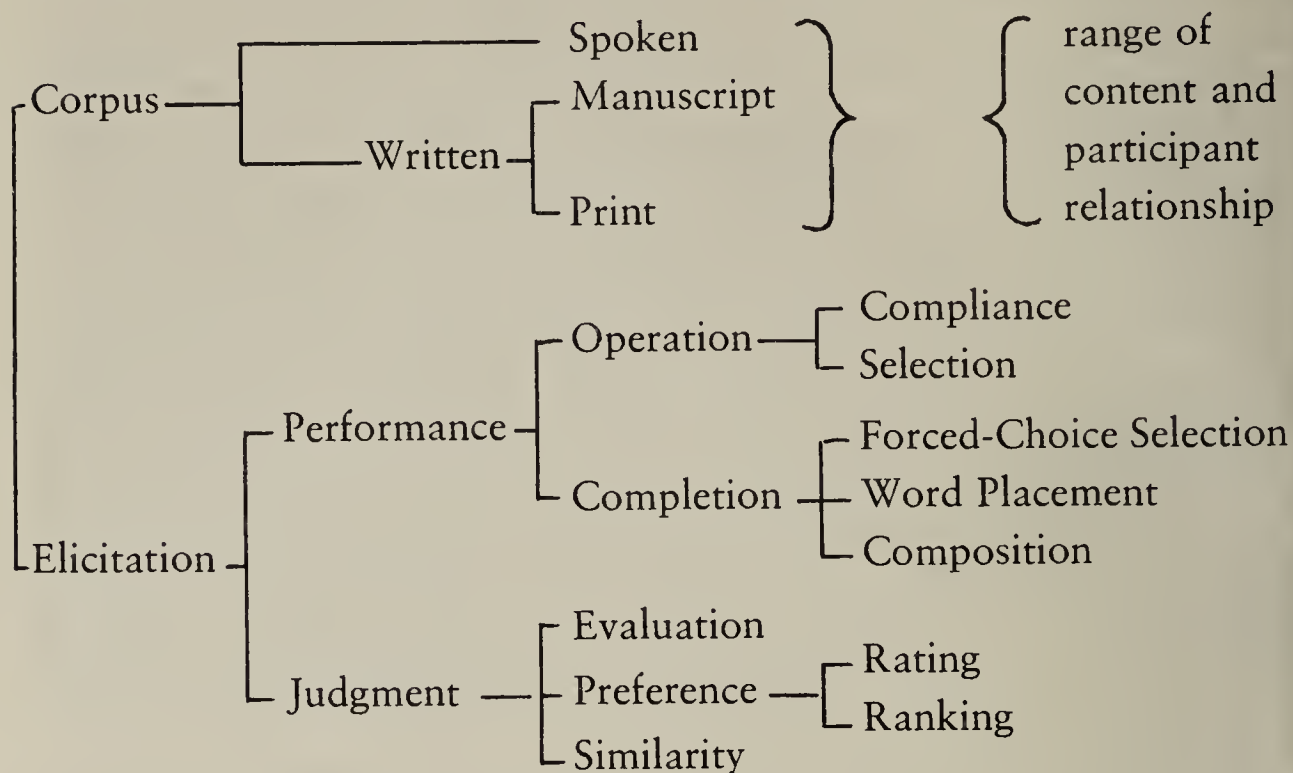 Spoken
range of
Corpus
Manuscript
content and
Written
participant
Print
relationship
Operation
Compliance
Selection
Performance
Completion
Forced-Choice Selection
Word Placement
Composition
Elicitation
Evaluation
Judgment
Preference
Rating
Ranking
Similarity